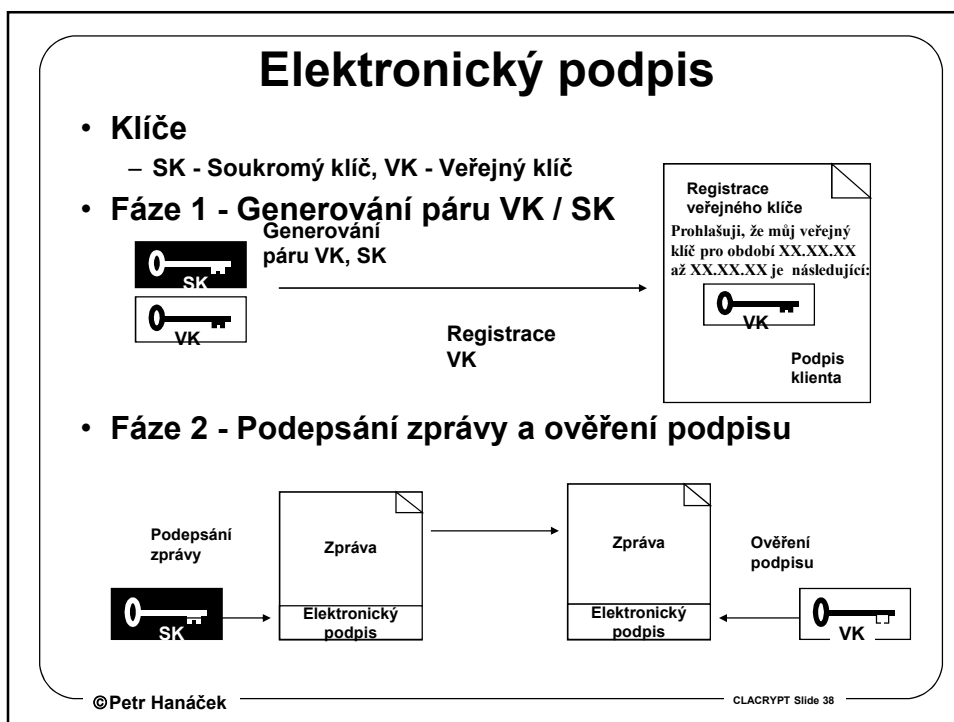 Elektronický podpis
• Klíče
– SK - Soukromý klíč, VK - Veřejný klíč
• Fáze 1 - Generování páru VK / SK
Generování
páru VK, SK
SK
VK
Registrace
VK
Registrace
veřejného klíče
Prohlašuji, že můj veřejný
klíč pro období XX.XX.XX
až XX.XX.XX je následující:
VK
Podpis
klienta
• Fáze 2 - Podepsání zprávy a ověření podpisu
Podepsání
zprávy
SK
Zpráva
Elektronický
podpis
Zpráva
Elektronický
podpis
Ověření
podpisu
VK
©Petr Hanáček
CLACRYPT Slide 38